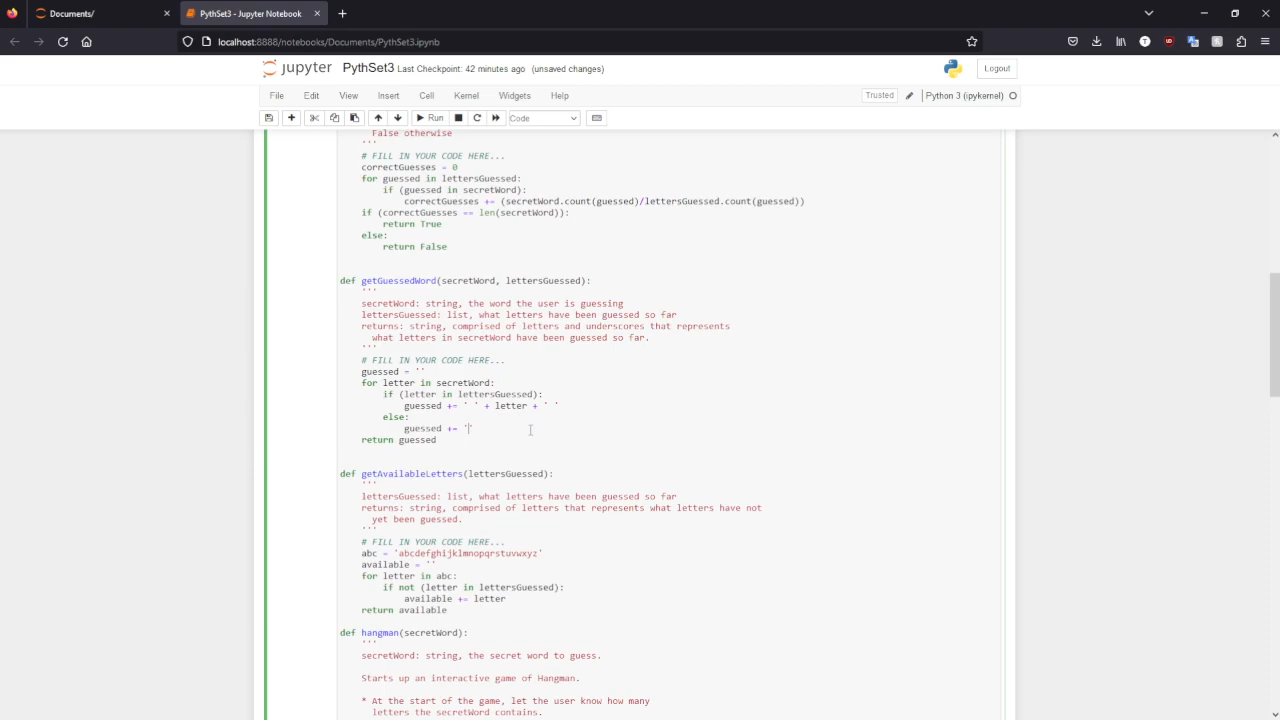 Documents/
PythSet3 - Jupyter Notebook
localhost:8888/notebooks/Documents/PythSet3.ipynb
jupyter PythSet3 Last Checkpoint: 42 minutes ago (unsaved changes)
Logout
File Edit View Insert Cell Kernel Widgets Help
Trusted Python 3 (ipykernel)
Run Code
False otherwise
'''
# FILL IN YOUR CODE HERE...
correctGuesses = 0
for guessed in lettersGuessed:
if (guessed in secretWord):
correctGuesses += (secretWord.count(guessed)/lettersGuessed.count(guessed))
if (correctGuesses == len(secretWord)):
return True
else:
return False
def getGuessedWord(secretWord, lettersGuessed):
'''
secretWord: string, the word the user is guessing
lettersGuessed: list, what letters have been guessed so far
returns: string, comprised of letters and underscores that represents
what letters in secretWord have been guessed so far.
'''
# FILL IN YOUR CODE HERE...
guessed = ''
for letter in secretWord:
if (letter in lettersGuessed):
guessed += ' ' + letter + ' '
else:
guessed += ''
return guessed
def getAvailableLetters(lettersGuessed):
'''
lettersGuessed: list, what letters have been guessed so far
returns: string, comprised of letters that represents what letters have not
yet been guessed.
'''
# FILL IN YOUR CODE HERE...
abc = 'abcdefghijklmnopqrstuvwxyz'
available = ''
for letter in abc:
if not (letter in lettersGuessed):
available += letter
return available
def hangman(secretWord):
'''
secretWord: string, the secret word to guess.
Starts up an interactive game of Hangman.
* At the start of the game, let the user know how many
letters the secretWord contains.